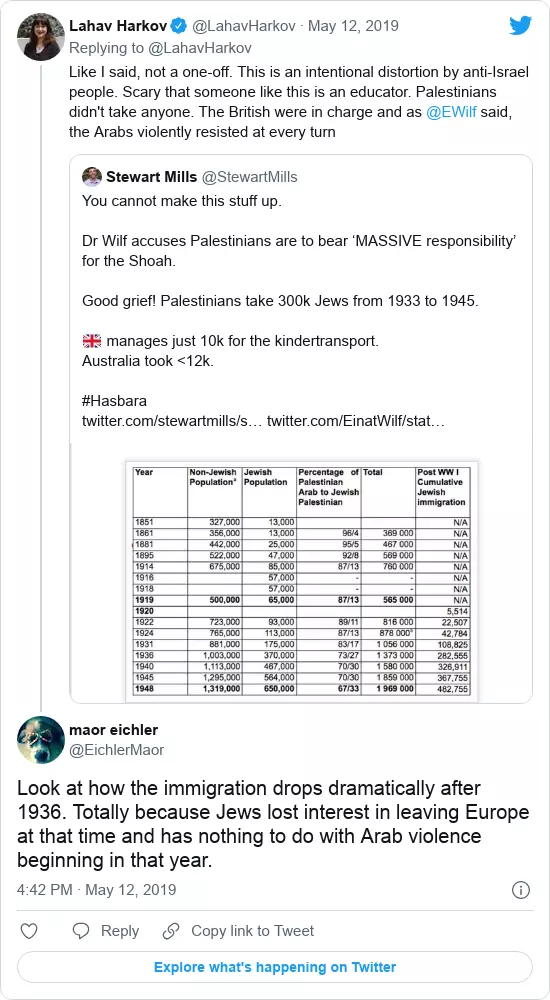 Lahav Harkov @LahavHarkov · May 12, 2019
Replying to @LahavHarkov
Like I said, not a one-off. This is an intentional distortion by anti-Israel
people. Scary that someone like this is an educator. Palestinians
didn't take anyone. The British were in charge and as @EWilf said,
the Arabs violently resisted at every turn
Stewart Mills @StewartMills
You cannot make this stuff up.
Dr Wilf accuses Palestinians are to bear ‘MASSIVE responsibility’
for the Shoah.
Good grief! Palestinians take 300k Jews from 1933 to 1945.
🇬🇧 manages just 10k for the kindertransport.
Australia took <12k.
#Hasbara
twitter.com/stewartmills/s… twitter.com/EinatWilf/stat…
Year Non-Jewish Jewish Percentage of Total Post WW I
Population* Population Palestinian Cumulative
Arab to Jewish Jewish
Palestinian immigration
1851 327,000 13,000 N/A
1861 356,000 13,000 96/4 369 000 N/A
1881 442,000 25,000 95/5 467 000 N/A
1895 522,000 47,000 92/8 569 000 N/A
1914 675,000 85,000 87/13 760 000 N/A
1916 57,000 - - N/A
1918 57,000 - - N/A
1919 500,000 65,000 87/13 565 000 N/A
1920 5,514
1922 723,000 93,000 89/11 816 000 22,507
1924 765,000 113,000 87/13 878 000° 42,784
1931 881,000 175,000 83/17 1 056 000 108,825
1936 1,003,000 370,000 73/27 1 373 000 282,555
1940 1,113,000 467,000 70/30 1 580 000 326,911
1945 1,295,000 564,000 70/30 1 859 000 367,755
1948 1,319,000 650,000 67/33 1 969 000 482,755
maor eichler
@EichlerMaor
Look at how the immigration drops dramatically after
1936. Totally because Jews lost interest in leaving Europe
at that time and has nothing to do with Arab violence
beginning in that year.
4:42 PM · May 12, 2019
Reply Copy link to Tweet
Explore what's happening on Twitter